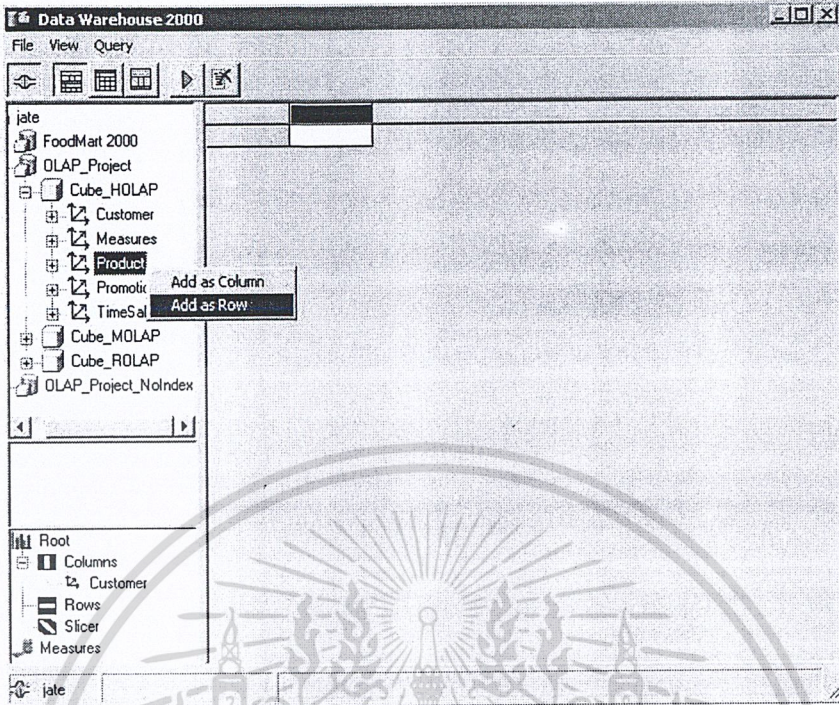 Data Warehouse 2000
File View Query
jate
FoodMart 2000
OLAP_Project
Cube_HOLAP
Customer
Measures
Product
Promotic
TimeSal
Add as Column
Add as Row
Cube_MOLAP
Cube_ROLAP
OLAP_Project_NoIndex
Root
Columns
Customer
Rows
Slicer
Measures
jate